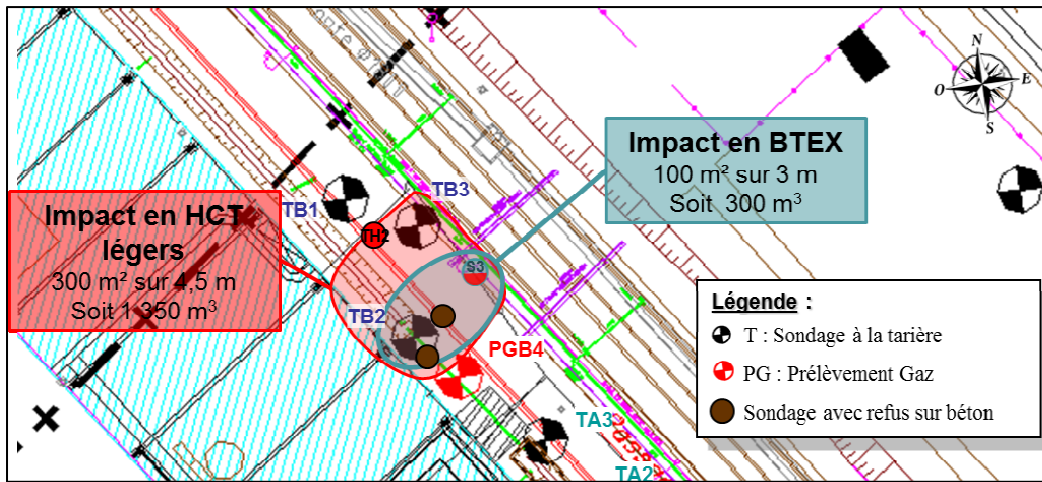 N
O
E
S
Impact en BTEX
100 m² sur 3 m
Soit 300 m³
TB3
TB1
Impact en HCT
légers
300 m² sur 4,5 m
Soit 1 350 m³
TH2
S3
TB2
PGB4
TA3
TA2
Légende :
T : Sondage à la tarière
PG : Prélèvement Gaz
Sondage avec refus sur béton